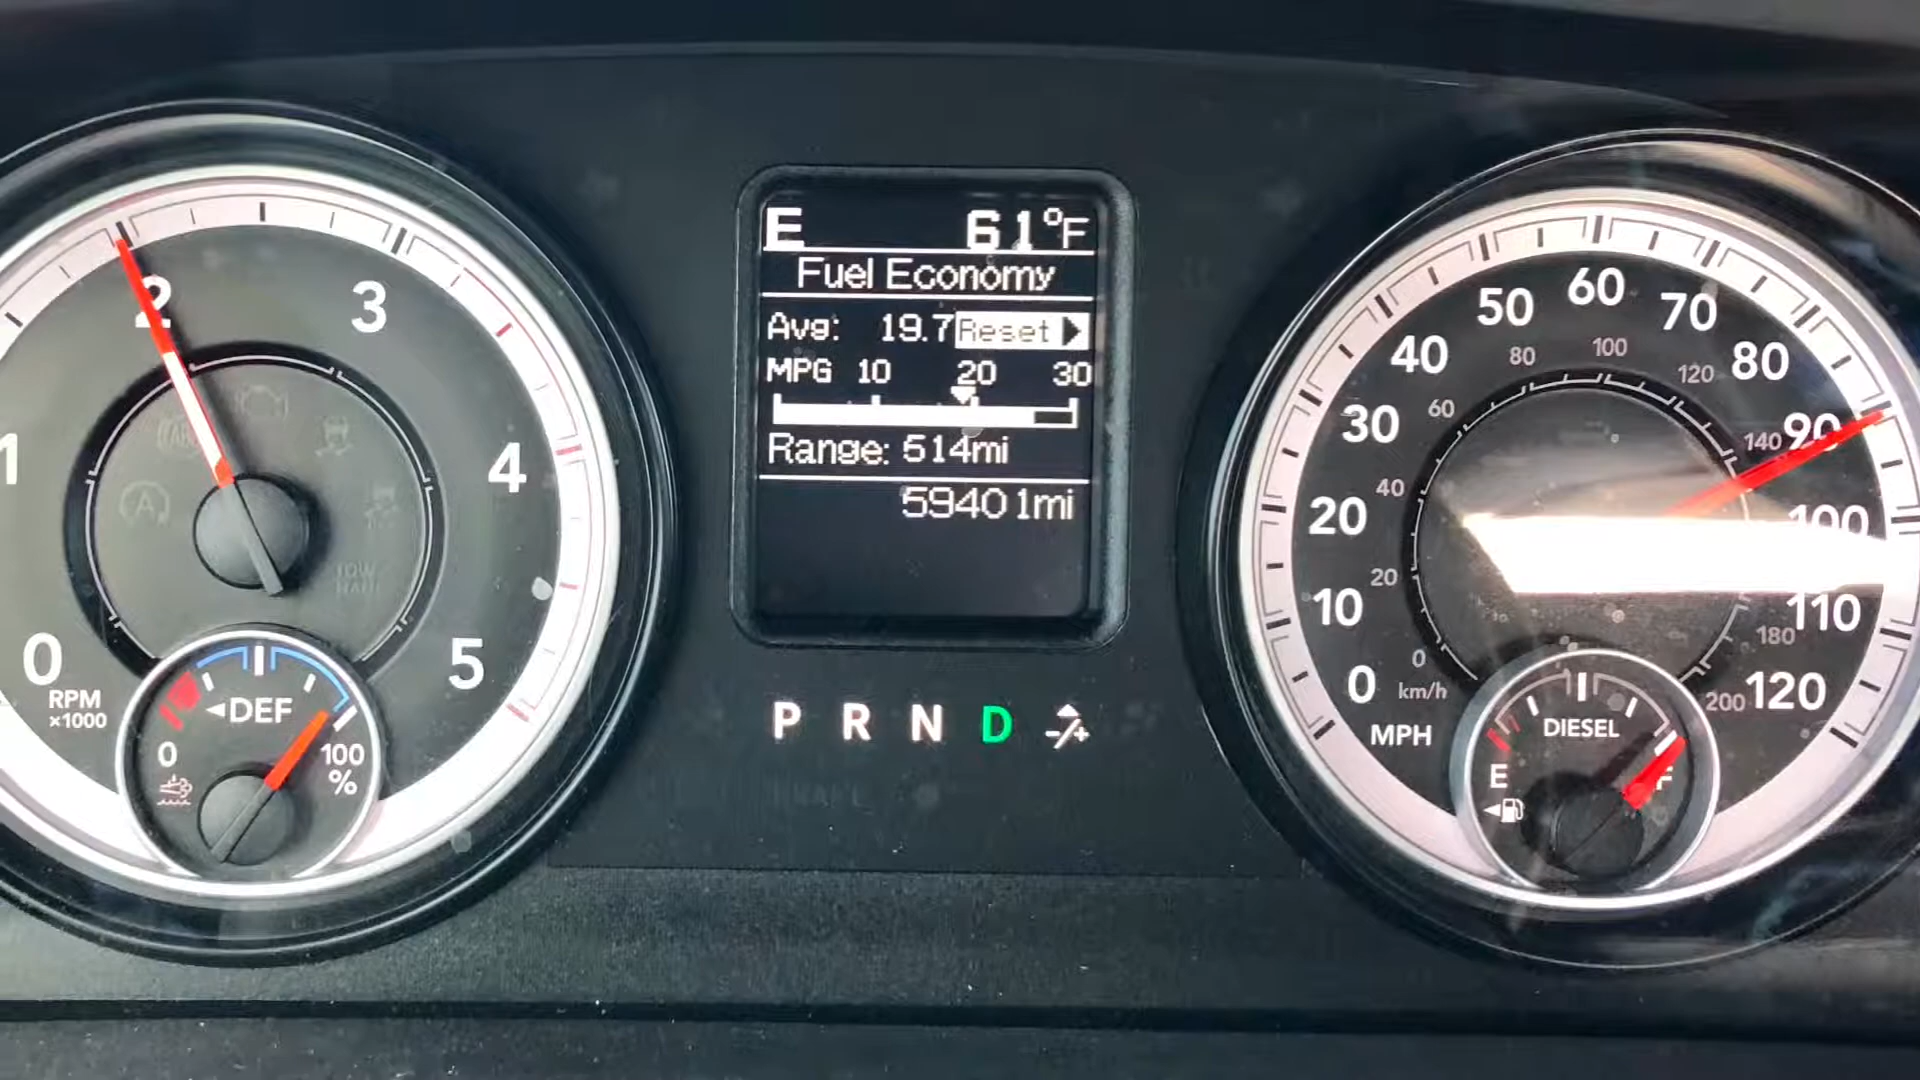 E 61°F
Fuel Economy
Avg: 19.7 Reset
MPG 10 20 30
Range: 514mi
59401mi
P R N D -/+
0 1 2 3 4 5
RPM
×1000
DEF
0 100
%
0 10 20 30 40 50 60 70 80 90 100 110 120
MPH
0 20 40 60 80 100 120 140 180 200
km/h
DIESEL
E F